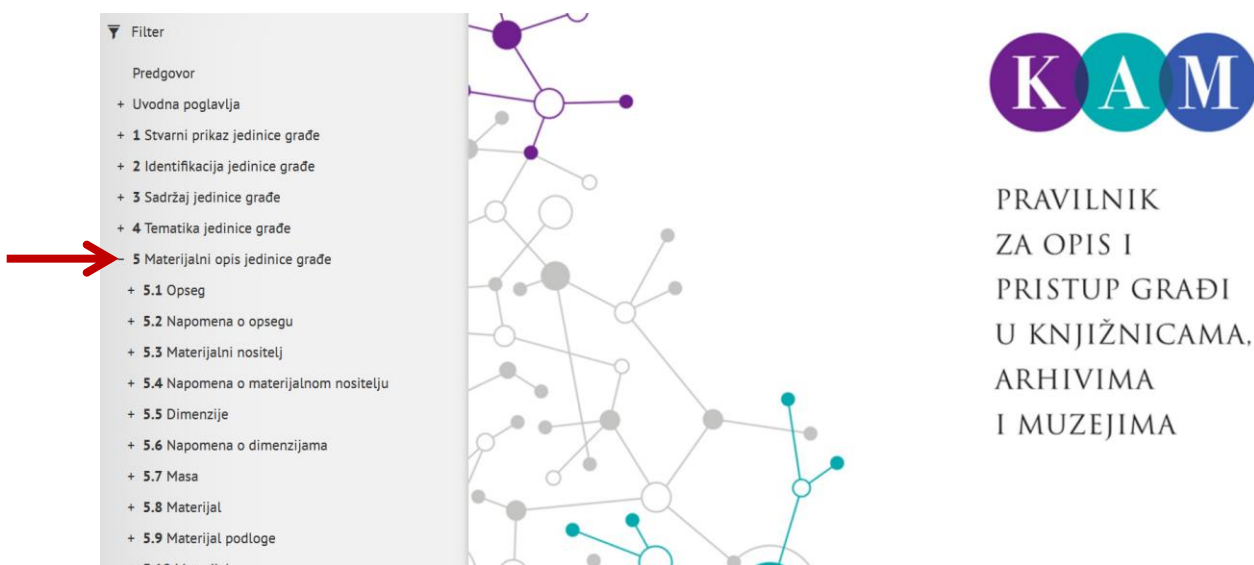 Filter
Predgovor
+ Uvodna poglavlja
+ 1 Stvarni prikaz jedinice građe
+ 2 Identifikacija jedinice građe
+ 3 Sadržaj jedinice građe
+ 4 Tematika jedinice građe
– 5 Materijalni opis jedinice građe
+ 5.1 Opseg
+ 5.2 Napomena o opsegu
+ 5.3 Materijalni nositelj
+ 5.4 Napomena o materijalnom nositelju
+ 5.5 Dimenzije
+ 5.6 Napomena o dimenzijama
+ 5.7 Masa
+ 5.8 Materijal
+ 5.9 Materijal podloge
KAM
PRAVILNIK
ZA OPIS I
PRISTUP GRAĐI
U KNJIŽNICAMA,
ARHIVIMA
I MUZEJIMA